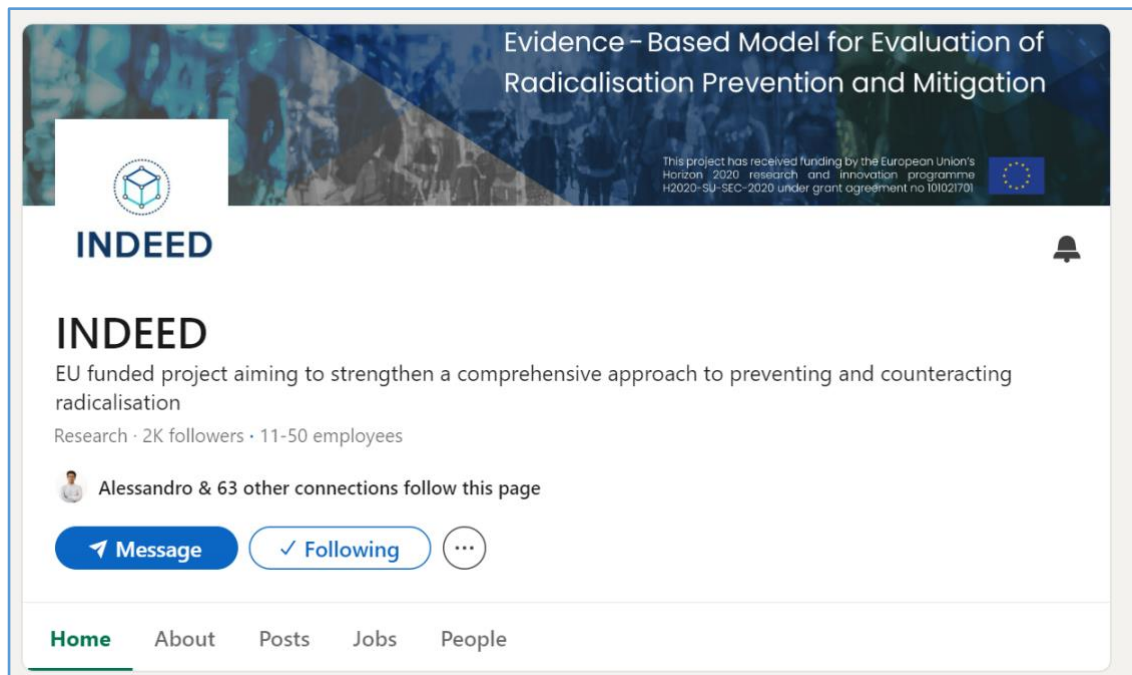 Evidence-Based Model for Evaluation of
Radicalisation Prevention and Mitigation
This project has received funding by the European Union's
Horizon 2020 research and innovation programme
H2020-SU-SEC-2020 under grant agreement no 101021701
INDEED
INDEED
EU funded project aiming to strengthen a comprehensive approach to preventing and counteracting
radicalisation
Research · 2K followers · 11-50 employees
Alessandro & 63 other connections follow this page
Message
Following
Home About Posts Jobs People